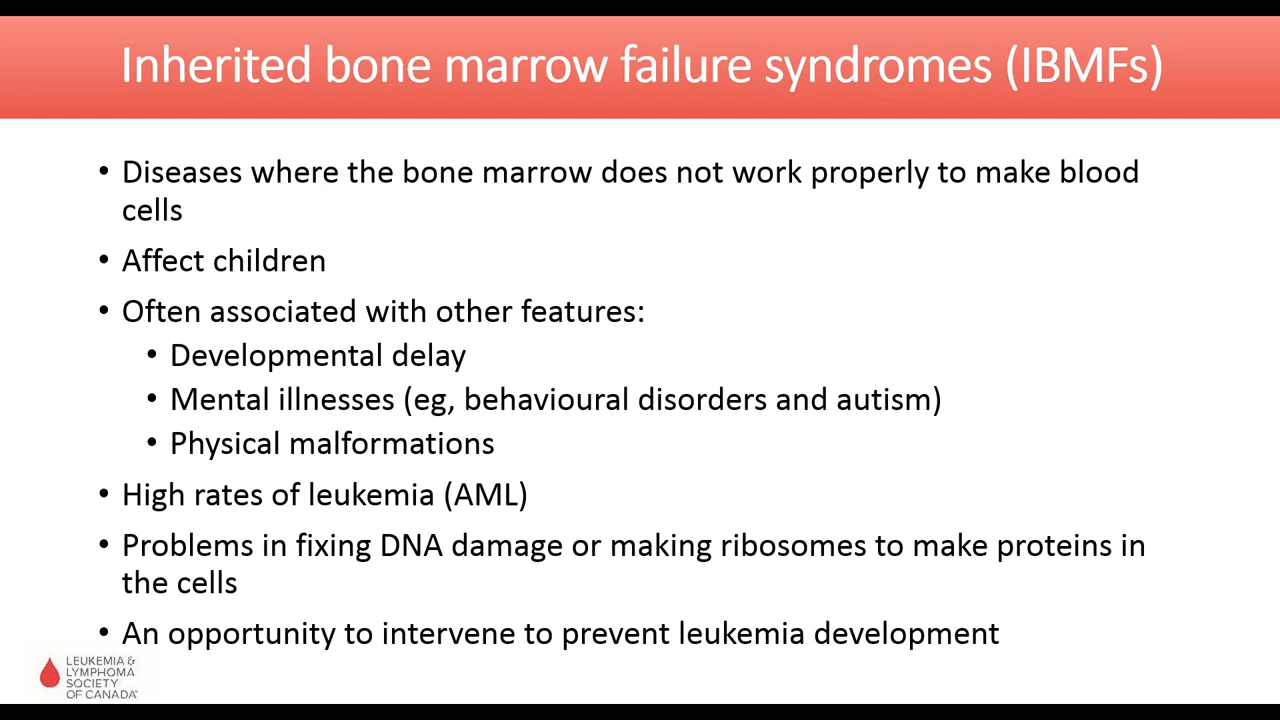 Inherited bone marrow failure syndromes (IBMFs)
• Diseases where the bone marrow does not work properly to make blood
cells
• Affect children
• Often associated with other features:
• Developmental delay
• Mental illnesses (eg, behavioural disorders and autism)
• Physical malformations
• High rates of leukemia (AML)
• Problems in fixing DNA damage or making ribosomes to make proteins in
the cells
• An opportunity to intervene to prevent leukemia development
LEUKEMIA &
LYMPHOMA
SOCIETY
OF CANADA